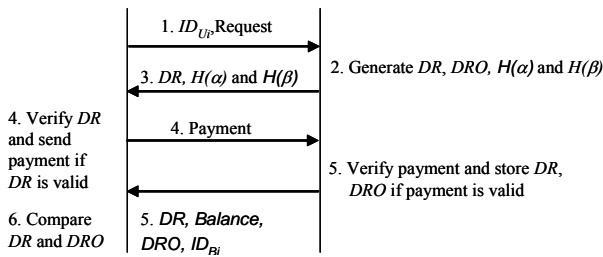 1. ID_Ui,Request
2. Generate DR, DRO, H(α) and H(β)
3. DR, H(α) and H(β)
4. Verify DR
and send
payment if
DR is valid
4. Payment
5. Verify payment and store DR,
DRO if payment is valid
6. Compare
DR and DRO
5. DR, Balance,
DRO, ID_Bi